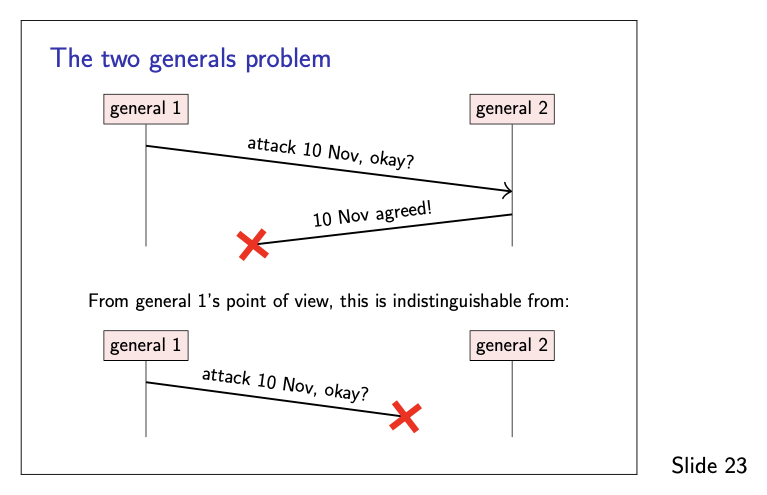 The two generals problem
general 1
general 2
attack 10 Nov, okay?
10 Nov agreed!
From general 1's point of view, this is indistinguishable from:
general 1
general 2
attack 10 Nov, okay?
Slide 23